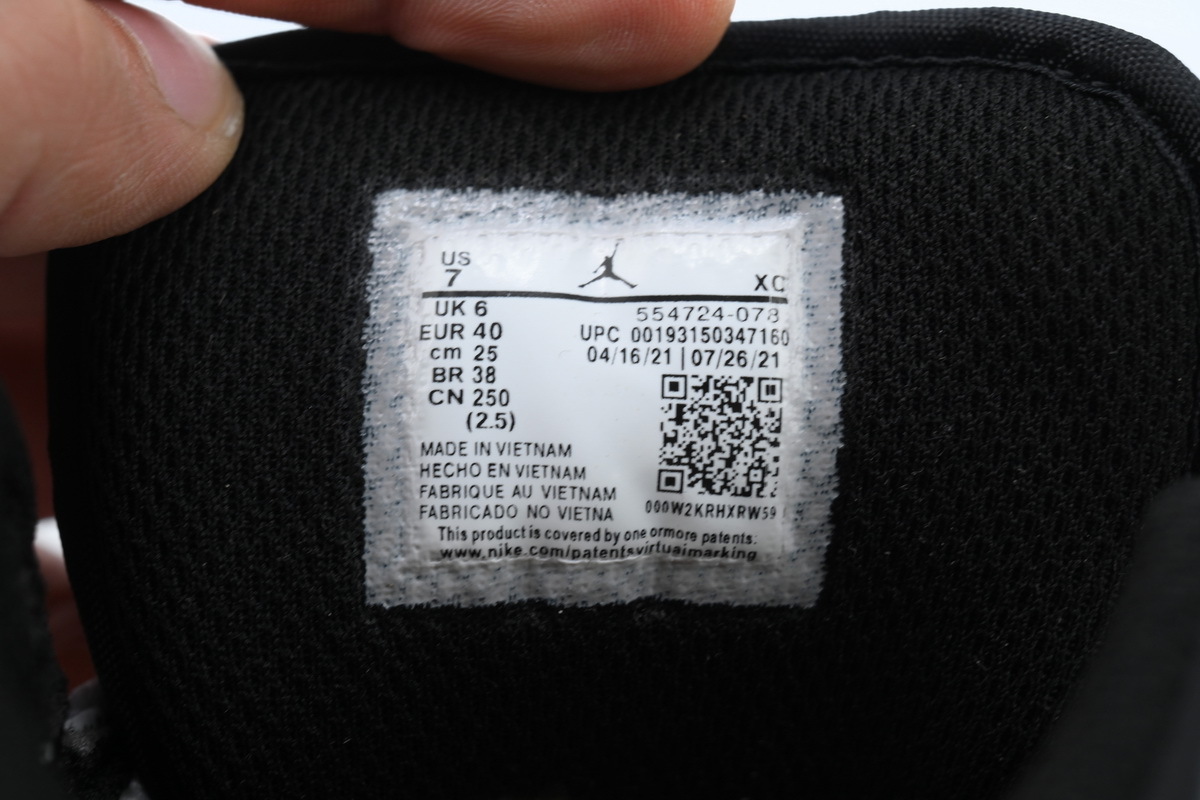 US
7 XC
UK 6 554724-078
EUR 40 UPC 00193150347160
cm 25 04/16/21 | 07/26/21
BR 38
CN 250
(2.5)
MADE IN VIETNAM
HECHO EN VIETNAM
FABRIQUE AU VIETNAM
FABRICADO NO VIETNA
000W2KRHXRW59
This product is covered by one ormore patents.
www.nike.com/patentsvirtuaimarking